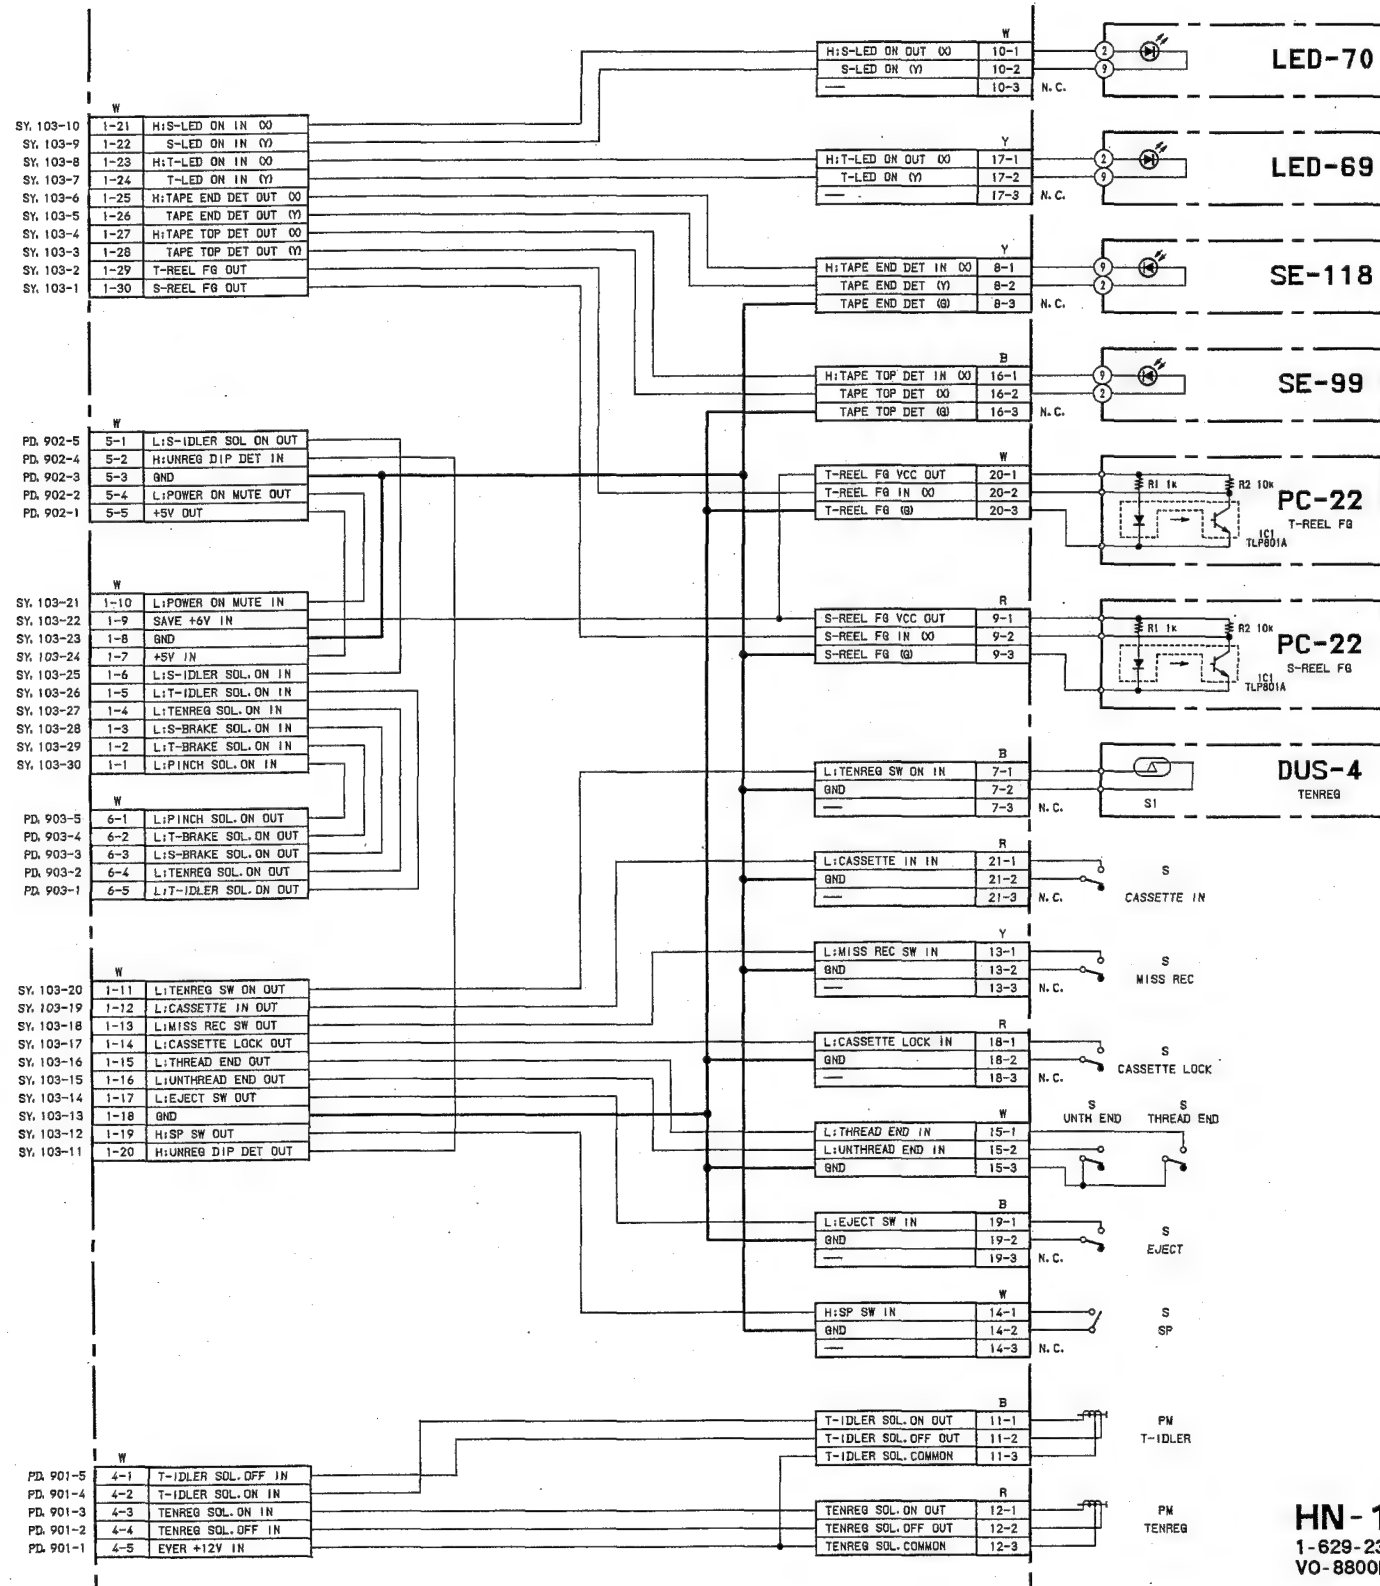 W
H:S-LED ON OUT (X) 10-1
S-LED ON (Y) 10-2
— 10-3 N.C.
2
9
LED-70
W
SY. 103-10 1-21 H:S-LED ON IN (X)
SY. 103-9 1-22 S-LED ON IN (Y)
SY. 103-8 1-23 H:T-LED ON IN (X)
SY. 103-7 1-24 T-LED ON IN (Y)
SY. 103-6 1-25 H:TAPE END DET OUT (X)
SY. 103-5 1-26 TAPE END DET OUT (Y)
SY. 103-4 1-27 H:TAPE TOP DET OUT (X)
SY. 103-3 1-28 TAPE TOP DET OUT (Y)
SY. 103-2 1-29 T-REEL FG OUT
SY. 103-1 1-30 S-REEL FG OUT
Y
H:T-LED ON OUT (X) 17-1
T-LED ON (Y) 17-2
— 17-3 N.C.
2
9
LED-69
Y
H:TAPE END DET IN (X) 8-1
TAPE END DET (Y) 8-2
TAPE END DET (G) 8-3 N.C.
9
2
SE-118
B
H:TAPE TOP DET IN (X) 16-1
TAPE TOP DET (X) 16-2
TAPE TOP DET (G) 16-3 N.C.
9
2
SE-99
W
PD. 902-5 5-1 L:S-IDLER SOL ON OUT
PD. 902-4 5-2 H:UNREG DIP DET IN
PD. 902-3 5-3 GND
PD. 902-2 5-4 L:POWER ON MUTE OUT
PD. 902-1 5-5 +5V OUT
W
T-REEL FG VCC OUT 20-1
T-REEL FG IN (X) 20-2
T-REEL FG (G) 20-3
R1 1k
R2 10k
IC1
TLP801A
PC-22
T-REEL FG
W
SY. 103-21 1-10 L:POWER ON MUTE IN
SY. 103-22 1-9 SAVE +6V IN
SY. 103-23 1-8 GND
SY. 103-24 1-7 +5V IN
SY. 103-25 1-6 L:S-IDLER SOL.ON IN
SY. 103-26 1-5 L:T-IDLER SOL.ON IN
SY. 103-27 1-4 L:TENREG SOL.ON IN
SY. 103-28 1-3 L:S-BRAKE SOL.ON IN
SY. 103-29 1-2 L:T-BRAKE SOL.ON IN
SY. 103-30 1-1 L:PINCH SOL.ON IN
R
S-REEL FG VCC OUT 9-1
S-REEL FG IN (X) 9-2
S-REEL FG (G) 9-3
R1 1k
R2 10k
IC1
TLP801A
PC-22
S-REEL FG
W
PD. 903-5 6-1 L:PINCH SOL.ON OUT
PD. 903-4 6-2 L:T-BRAKE SOL.ON OUT
PD. 903-3 6-3 L:S-BRAKE SOL.ON OUT
PD. 903-2 6-4 L:TENREG SOL.ON OUT
PD. 903-1 6-5 L:T-IDLER SOL.ON OUT
B
L:TENREG SW ON IN 7-1
GND 7-2
— 7-3 N.C.
S1
DUS-4
TENREG
R
L:CASSETTE IN IN 21-1
GND 21-2
— 21-3 N.C.
S
CASSETTE IN
Y
L:MISS REC SW IN 13-1
GND 13-2
— 13-3 N.C.
S
MISS REC
W
SY. 103-20 1-11 L:TENREG SW ON OUT
SY. 103-19 1-12 L:CASSETTE IN OUT
SY. 103-18 1-13 L:MISS REC SW OUT
SY. 103-17 1-14 L:CASSETTE LOCK OUT
SY. 103-16 1-15 L:THREAD END OUT
SY. 103-15 1-16 L:UNTHREAD END OUT
SY. 103-14 1-17 L:EJECT SW OUT
SY. 103-13 1-18 GND
SY. 103-12 1-19 H:SP SW OUT
SY. 103-11 1-20 H:UNREG DIP DET OUT
R
L:CASSETTE LOCK IN 18-1
GND 18-2
— 18-3 N.C.
S
CASSETTE LOCK
W
L:THREAD END IN 15-1
L:UNTHREAD END IN 15-2
GND 15-3
S
UNTH END
S
THREAD END
B
L:EJECT SW IN 19-1
GND 19-2
— 19-3 N.C.
S
EJECT
W
H:SP SW IN 14-1
GND 14-2
— 14-3 N.C.
S
SP
B
T-IDLER SOL.ON OUT 11-1
T-IDLER SOL.OFF OUT 11-2
T-IDLER SOL.COMMON 11-3
PM
T-IDLER
W
PD. 901-5 4-1 T-IDLER SOL.OFF IN
PD. 901-4 4-2 T-IDLER SOL.ON IN
PD. 901-3 4-3 TENREG SOL.ON IN
PD. 901-2 4-4 TENREG SOL.OFF IN
PD. 901-1 4-5 EVER +12V IN
R
TENREG SOL.ON OUT 12-1
TENREG SOL.OFF OUT 12-2
TENREG SOL.COMMON 12-3
PM
TENREG
HN-1
1-629-23
VO-8800